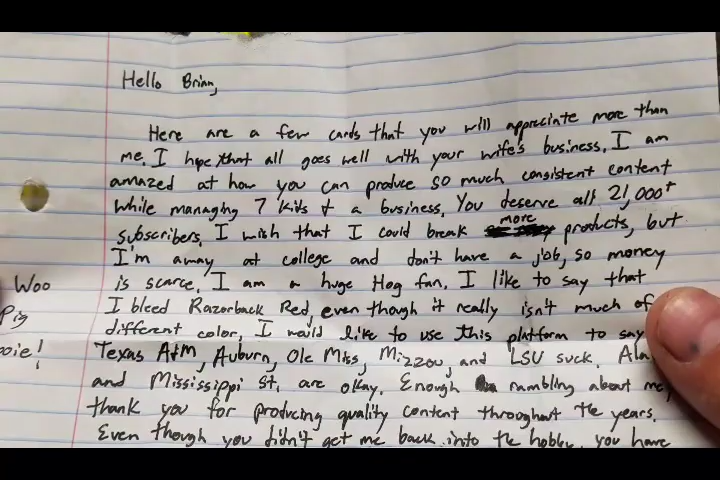 Hello Brian,
Here are a few cards that you will appreciate more than
me. I hope that all goes well with your wife's business. I am
amazed at how you can produce so much consistent content
while managing 7 kids & a business. You deserve all 21,000+
subscribers. I wish that I could break more products, but
I'm away at college and don't have a job, so money
is scarce. I am a huge Hog fan. I like to say that
I bleed Razorback Red, even though it really isn't much of
different color. I would like to use this platform to say
Texas A&M, Auburn, Ole Miss, Mizzou, and LSU suck. Ala
and Mississippi St. are okay. Enough rambling about me,
thank you for producing quality content throughout the years.
Even though you didn't get me back into the hobby, you have
Woo
Pig
ooie!